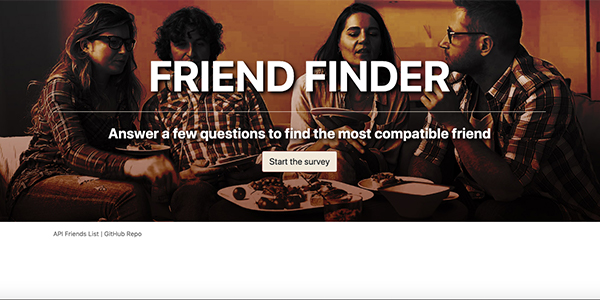 FRIEND FINDER
Answer a few questions to find the most compatible friend
Start the survey
API Friends List | GitHub Repo